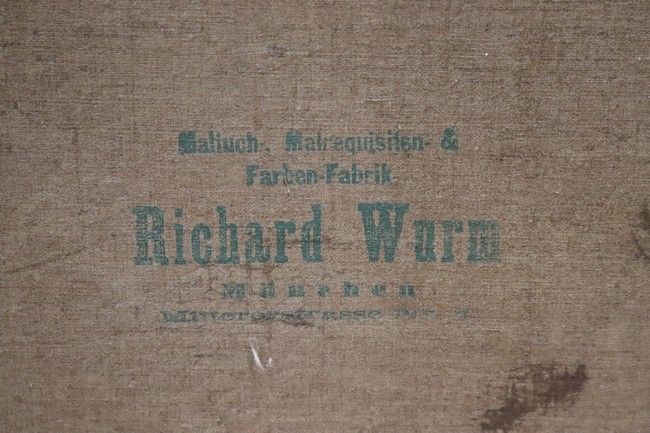 Maltuch-, Malrequisiten- &
Farben-Fabrik
Richard Wurm
München